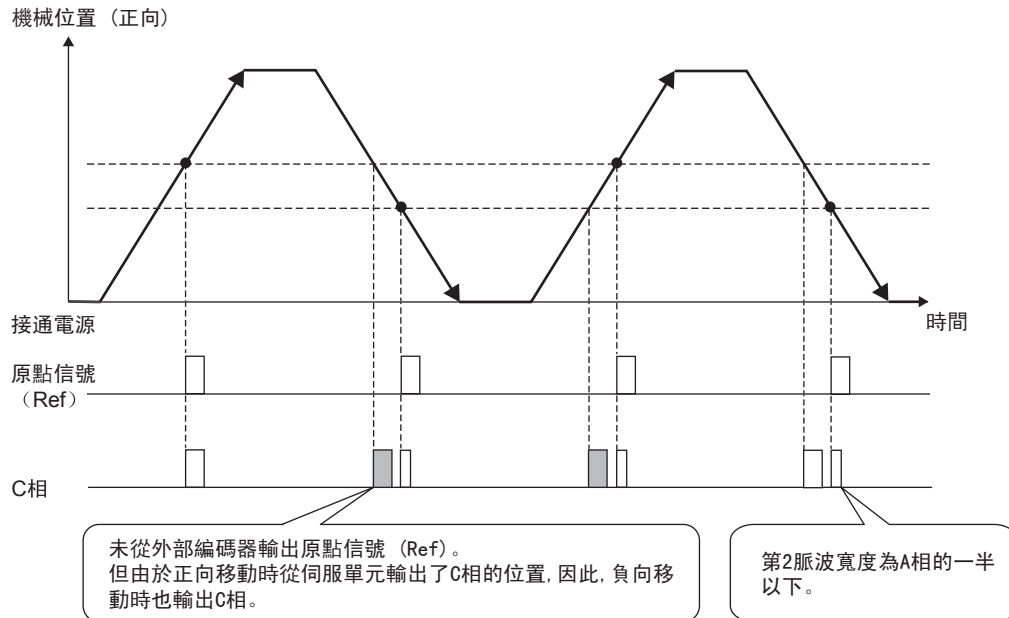 機械位置 (正向)
時間
接通電源
原點信號
（Ref）
C相
未從外部編碼器輸出原點信號 (Ref)。
但由於正向移動時從伺服單元輸出了C相的位置, 因此, 負向移
動時也輸出C相。
第2脈波寬度為A相的一半
以下。